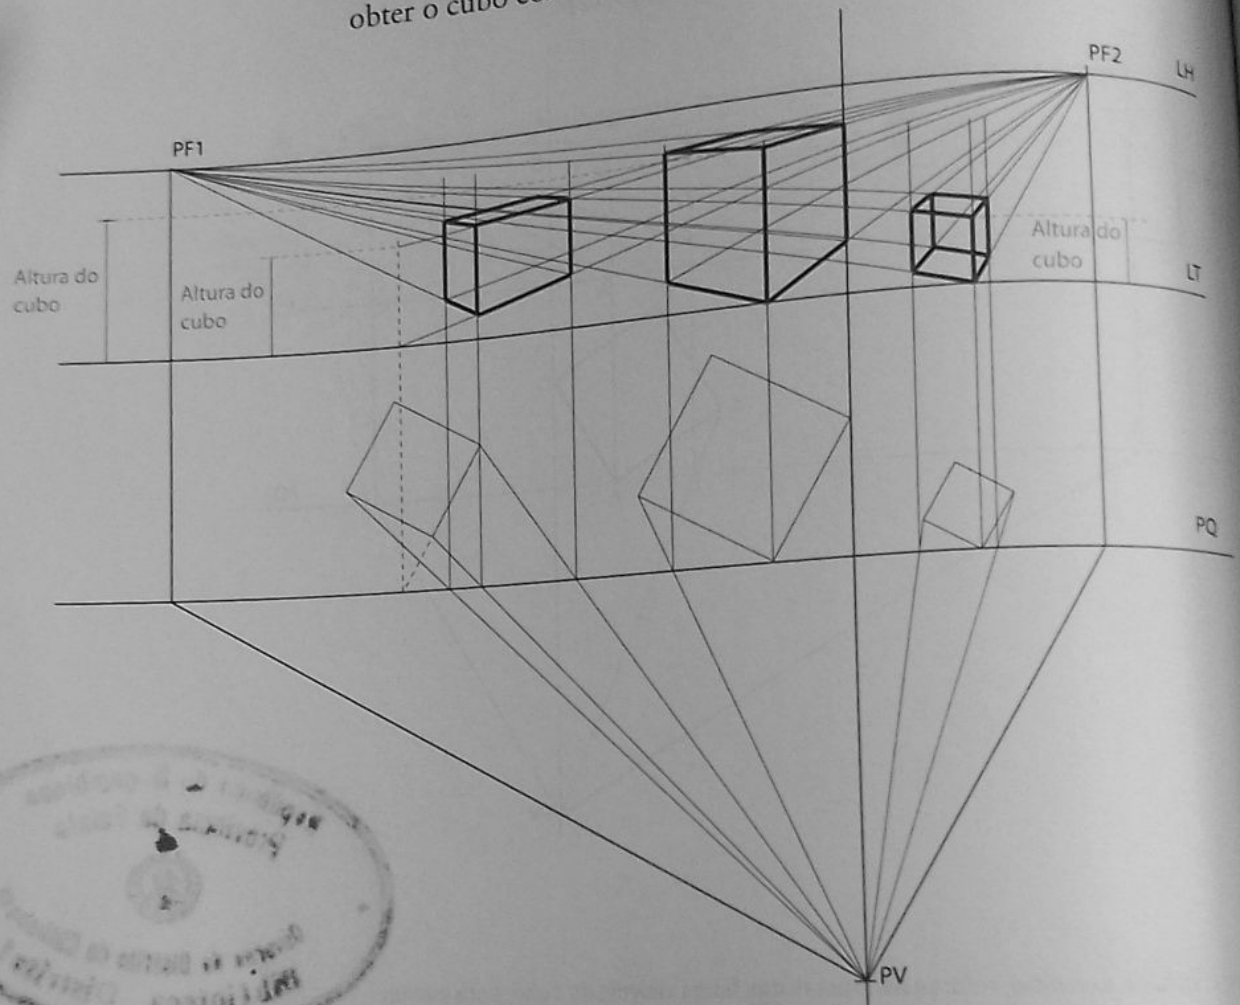 obter o cubo
PF2
LH
PF1
Altura do
cubo
Altura do
cubo
Altura do
cubo
LT
PQ
PV